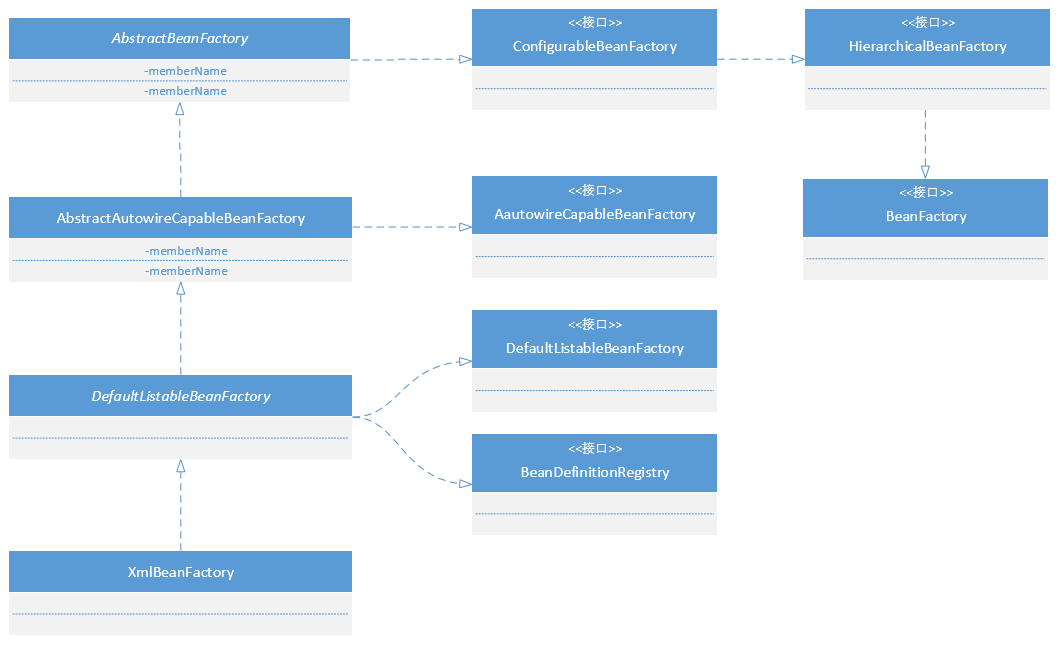 AbstractBeanFactory
-memberName
-memberName
<<接口>>
ConfigurableBeanFactory
<<接口>>
HierarchicalBeanFactory
AbstractAutowireCapableBeanFactory
-memberName
-memberName
<<接口>>
AautowireCapableBeanFactory
<<接口>>
BeanFactory
<<接口>>
DefaultListableBeanFactory
DefaultListableBeanFactory
<<接口>>
BeanDefinitionRegistry
XmlBeanFactory